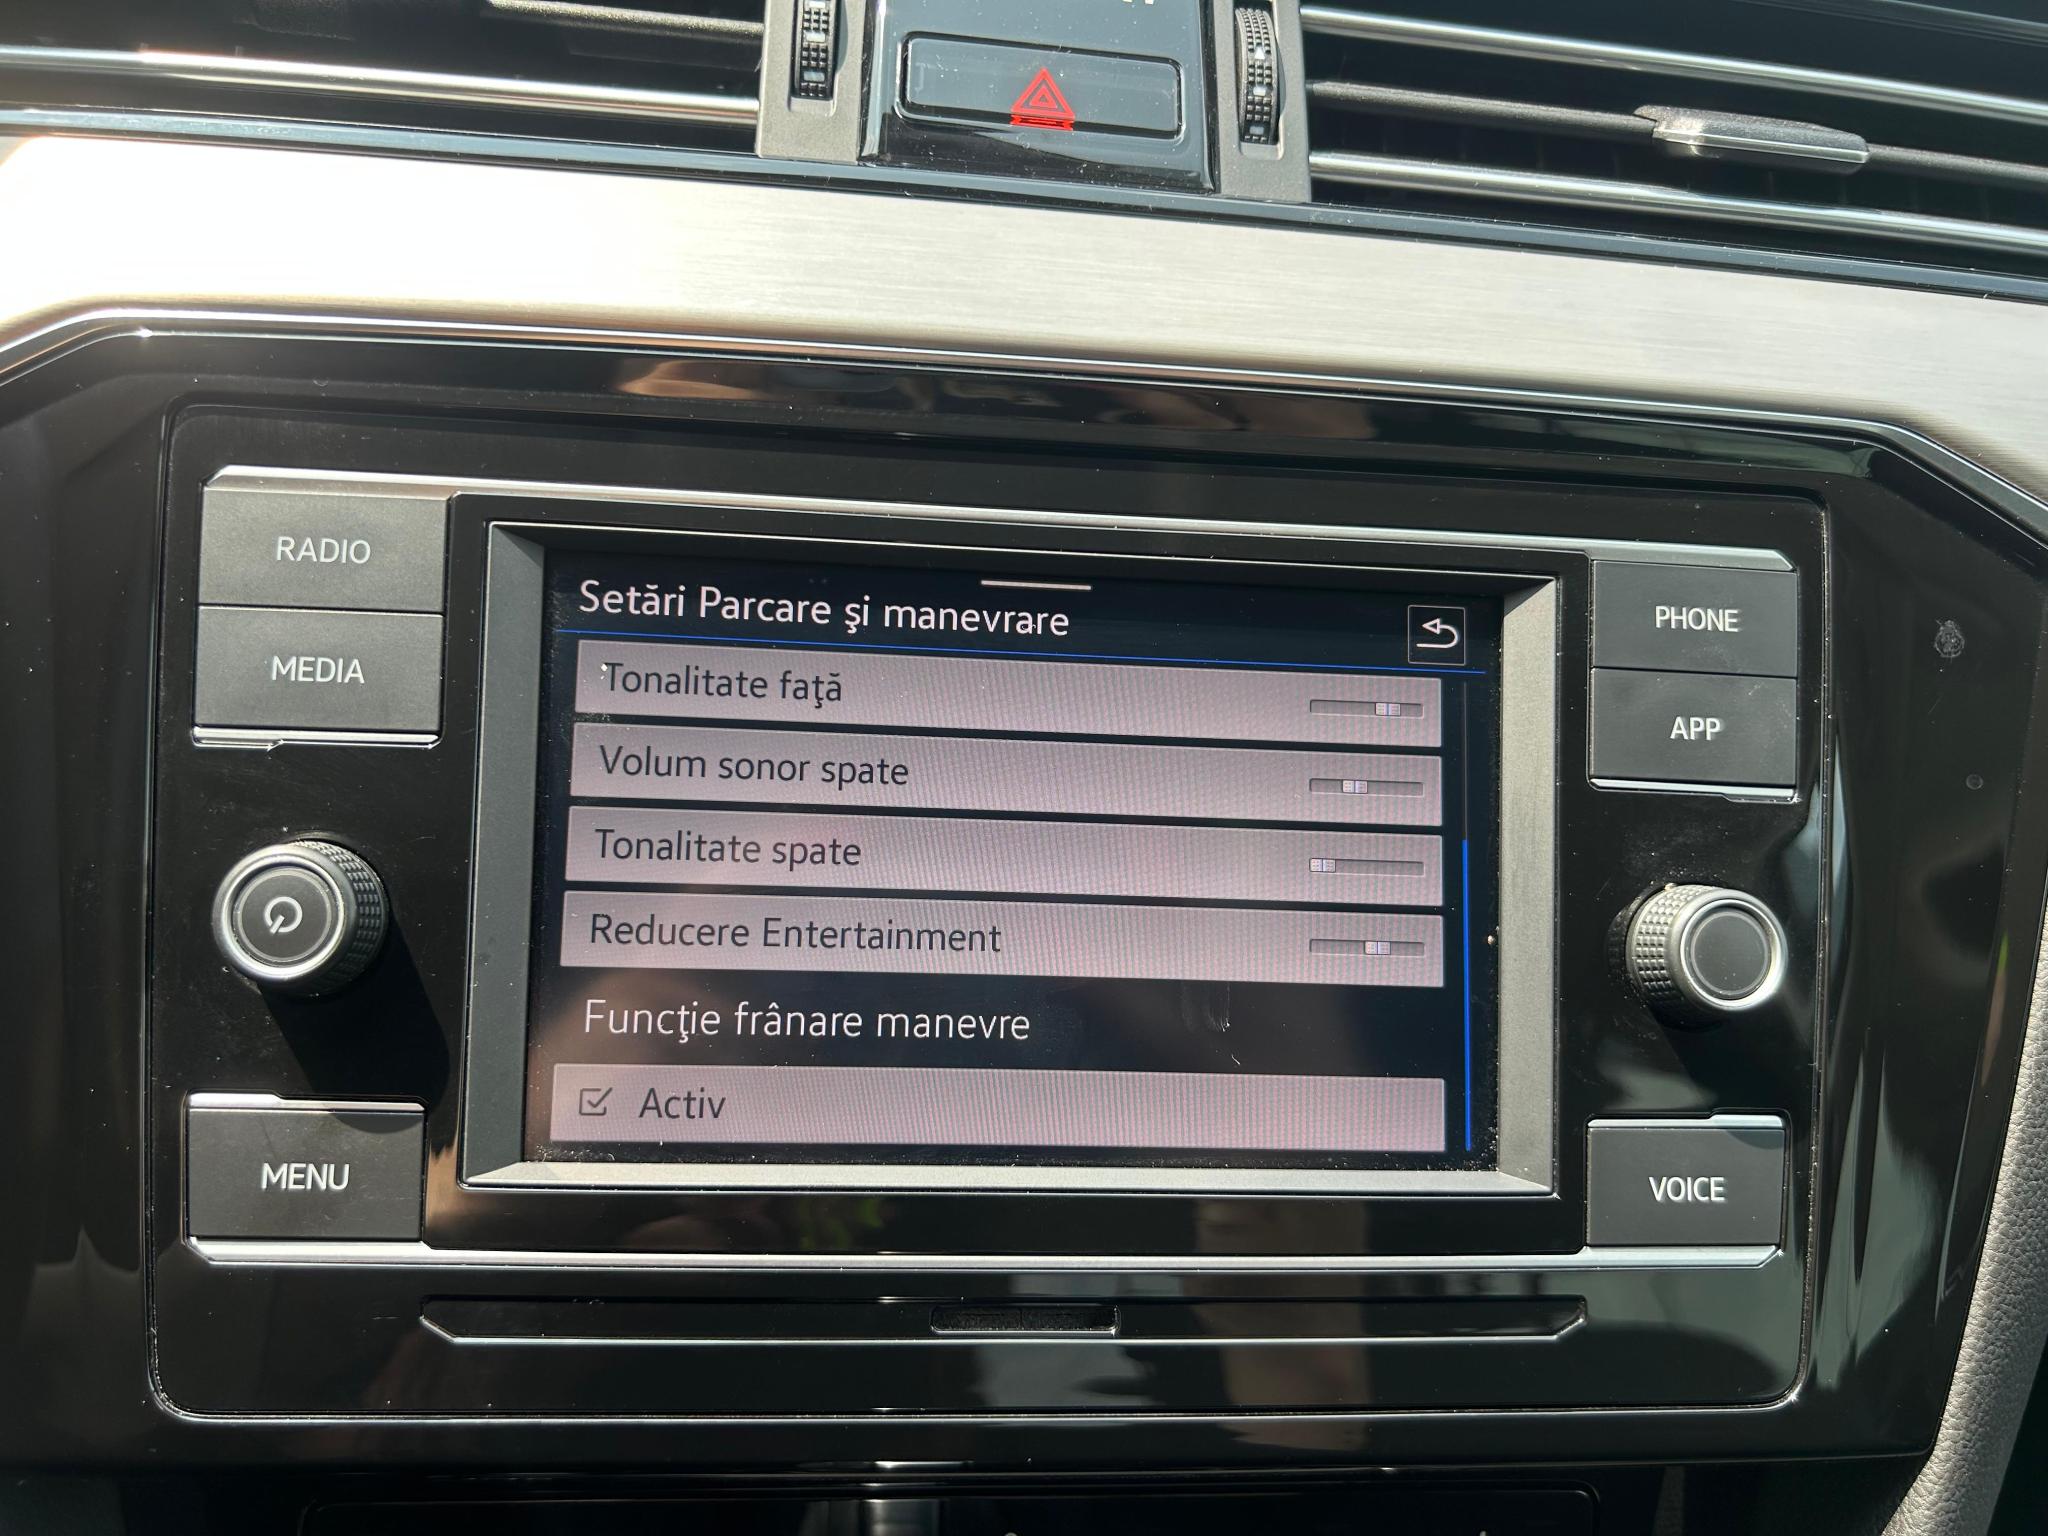 RADIO
MEDIA
MENU
Setări Parcare şi manevrare
Tonalitate faţă
Volum sonor spate
Tonalitate spate
Reducere Entertainment
Funcţie frânare manevre
Activ
PHONE
APP
VOICE